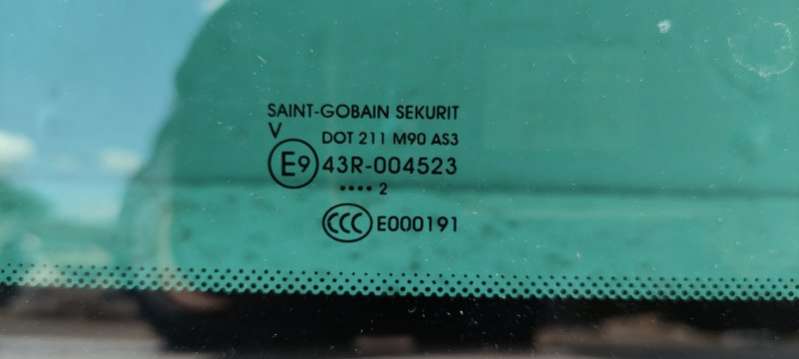 SAINT-GOBAIN SEKURIT
V DOT 211 M90 AS3
E9 43R-004523
•••• 2
CCC E000191